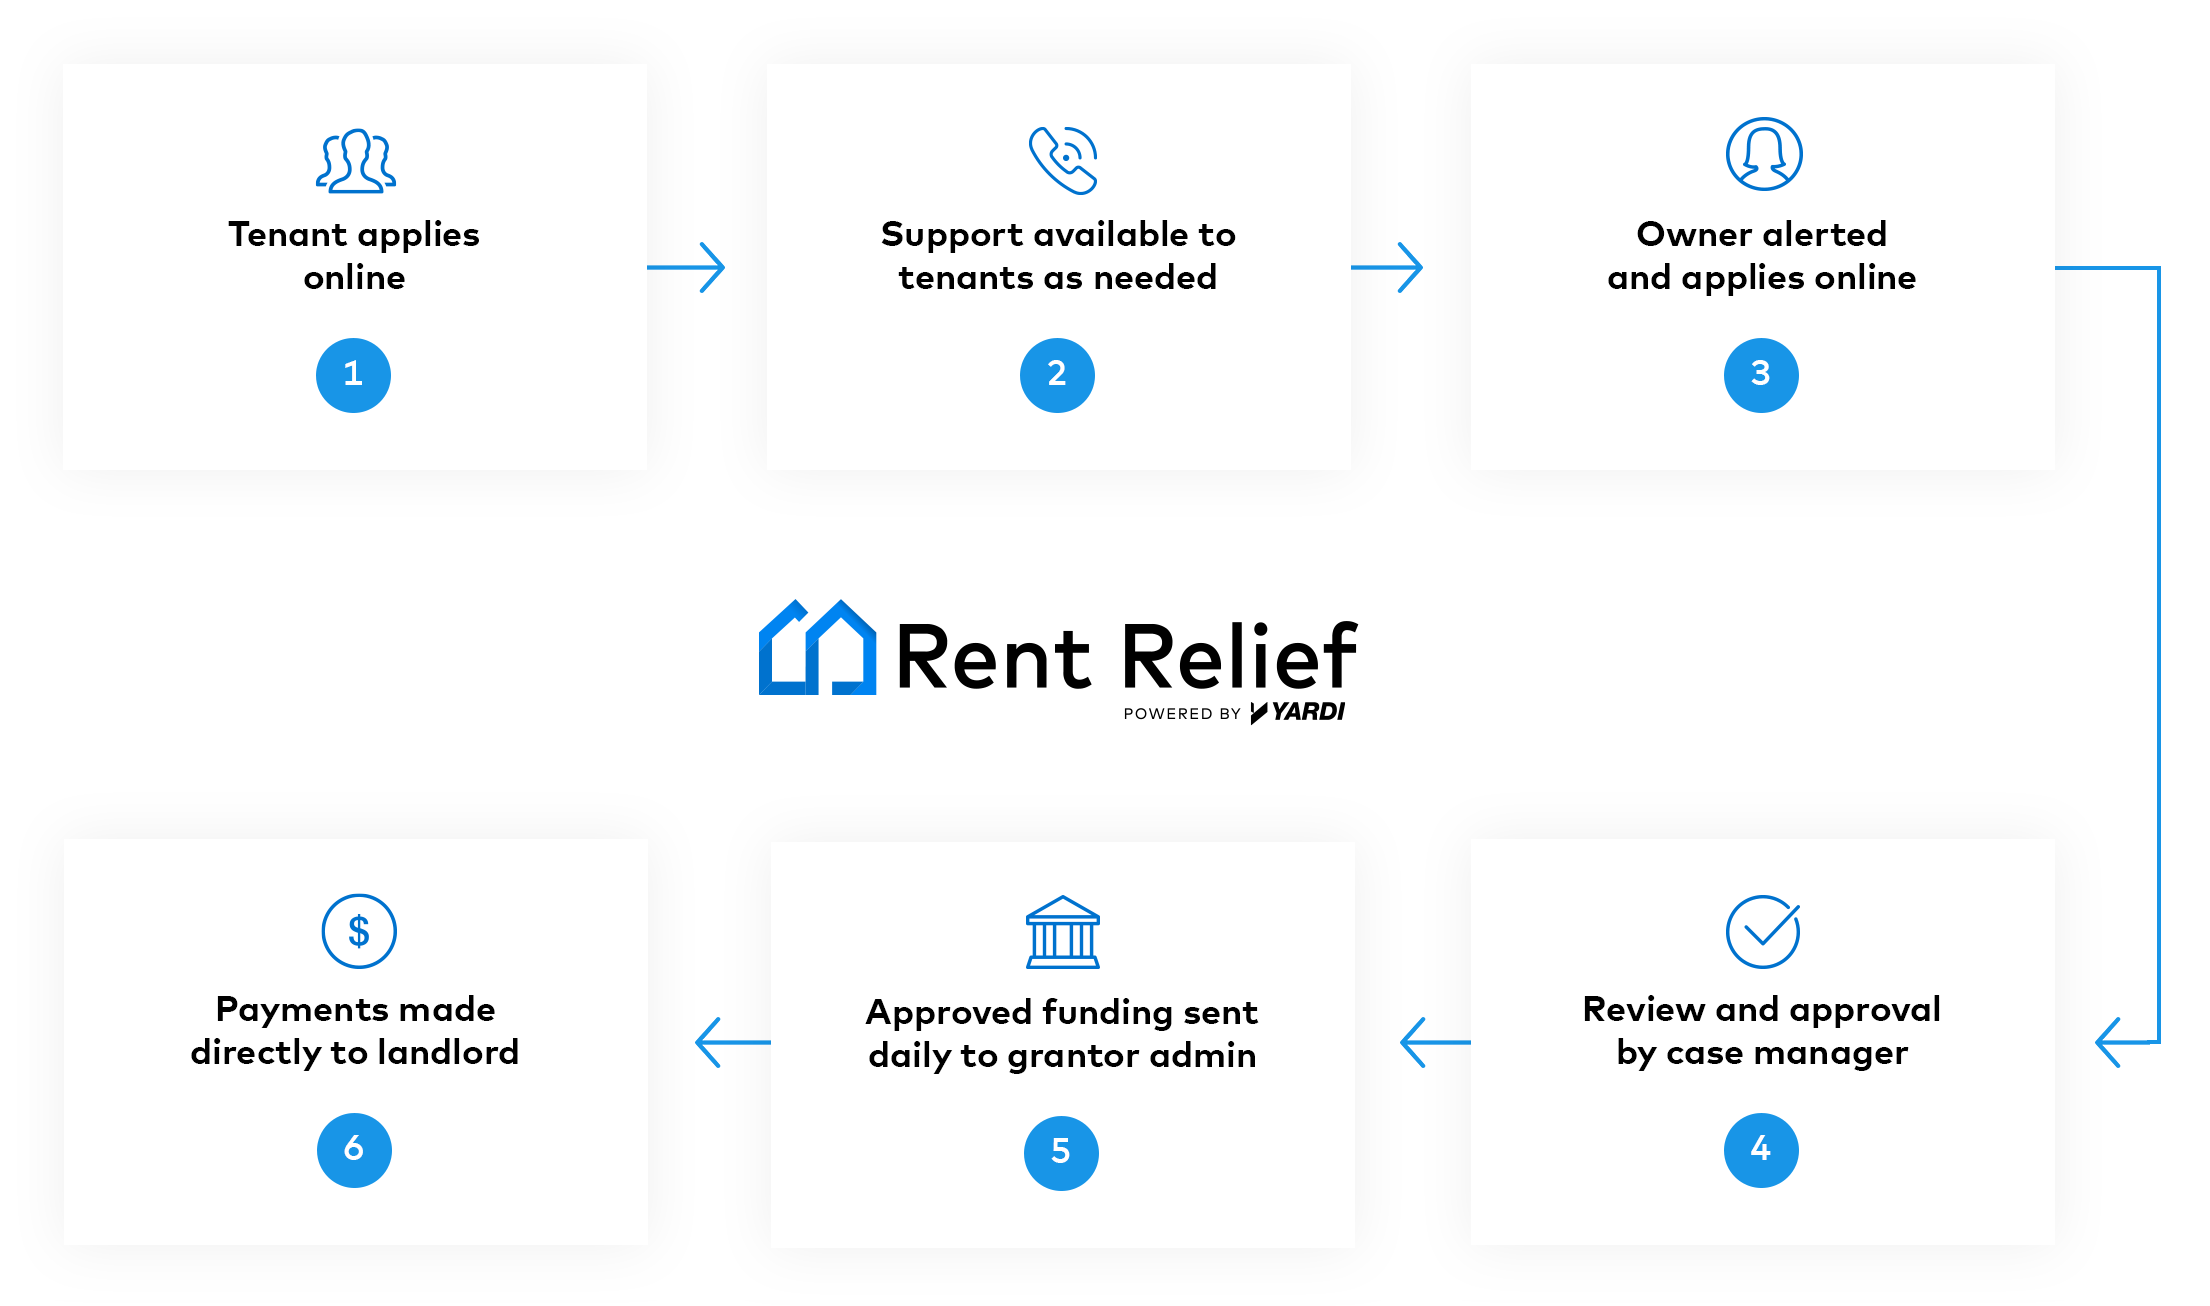 Tenant applies
online
1
Support available to
tenants as needed
2
Owner alerted
and applies online
3
Rent Relief
POWERED BY YARDI
Review and approval
by case manager
4
Approved funding sent
daily to grantor admin
5
$
Payments made
directly to landlord
6